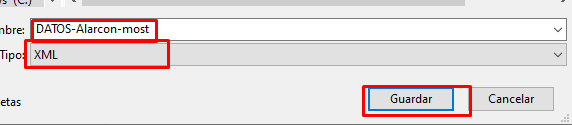 (C:)
mbre: DATOS-Alarcon-most
Tipo: XML
Guardar Cancelar
etas